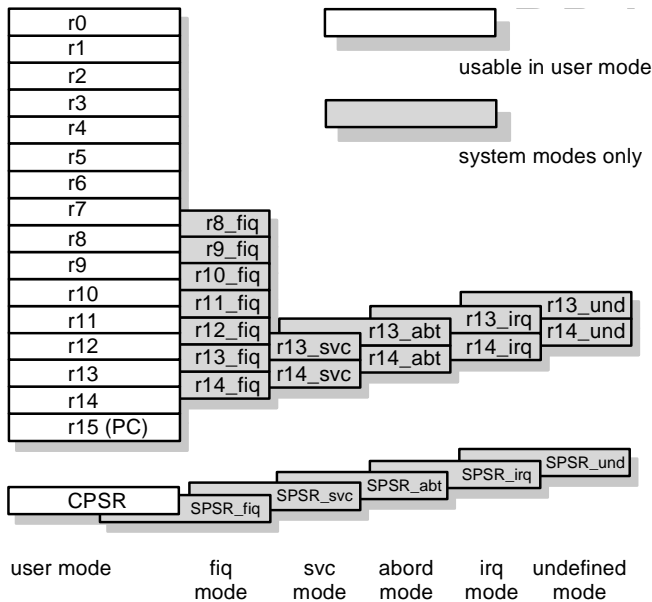 r0
r1
r2
r3
r4
r5
r6
r7
r8
r9
r10
r11
r12
r13
r14
r15 (PC)
usable in user mode
system modes only
r8_fiq
r9_fiq
r10_fiq
r11_fiq
r12_fiq
r13_fiq
r14_fiq
r13_svc
r14_svc
r13_abt
r14_abt
r13_irq
r14_irq
r13_und
r14_und
CPSR
SPSR_fiq
SPSR_svc
SPSR_abt
SPSR_irq
SPSR_und
user mode
fiq
mode
svc
mode
abord
mode
irq
mode
undefined
mode